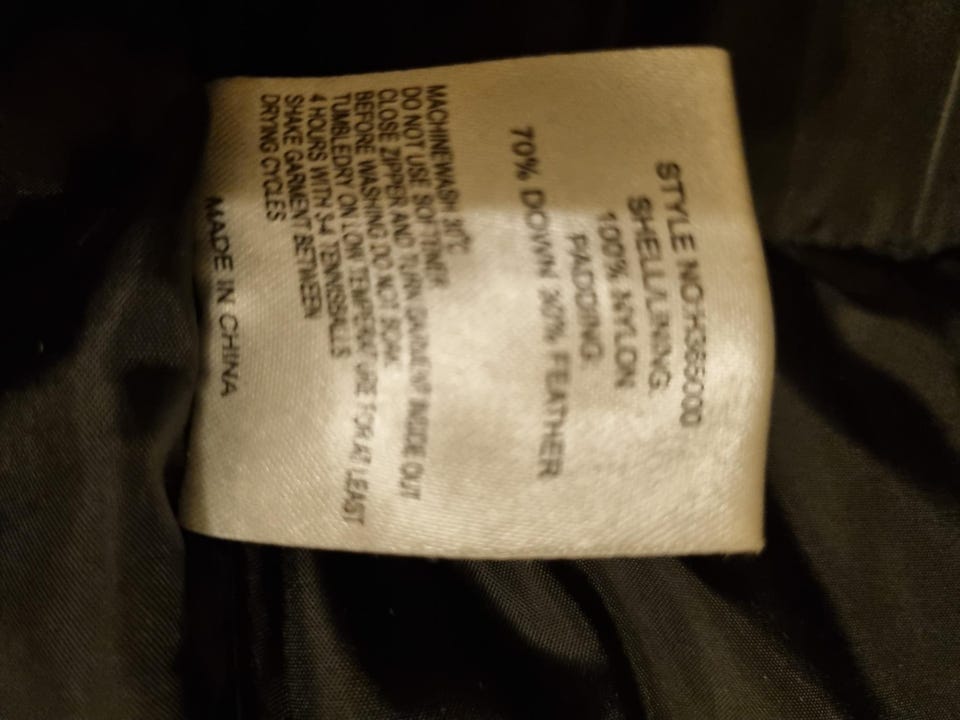 STYLE NO:H365000
SHELL/LINING
100% NYLON
PADDING
70% DOWN 30% FEATHER
MACHINEWASH 30°C
DO NOT USE SOFTINER
CLOSE ZIPPER AND TURN GARMENT INSIDE OUT
BEFORE WASHING DO NOT SOAK
TUMBLEDRY ON LOW TEMPERATURE FOR AT LEAST
4 HOURS WITH 3-4 TENNISBALLS
SHAKE GARMENT BETWEEN
DRYING CYCLES
MADE IN CHINA